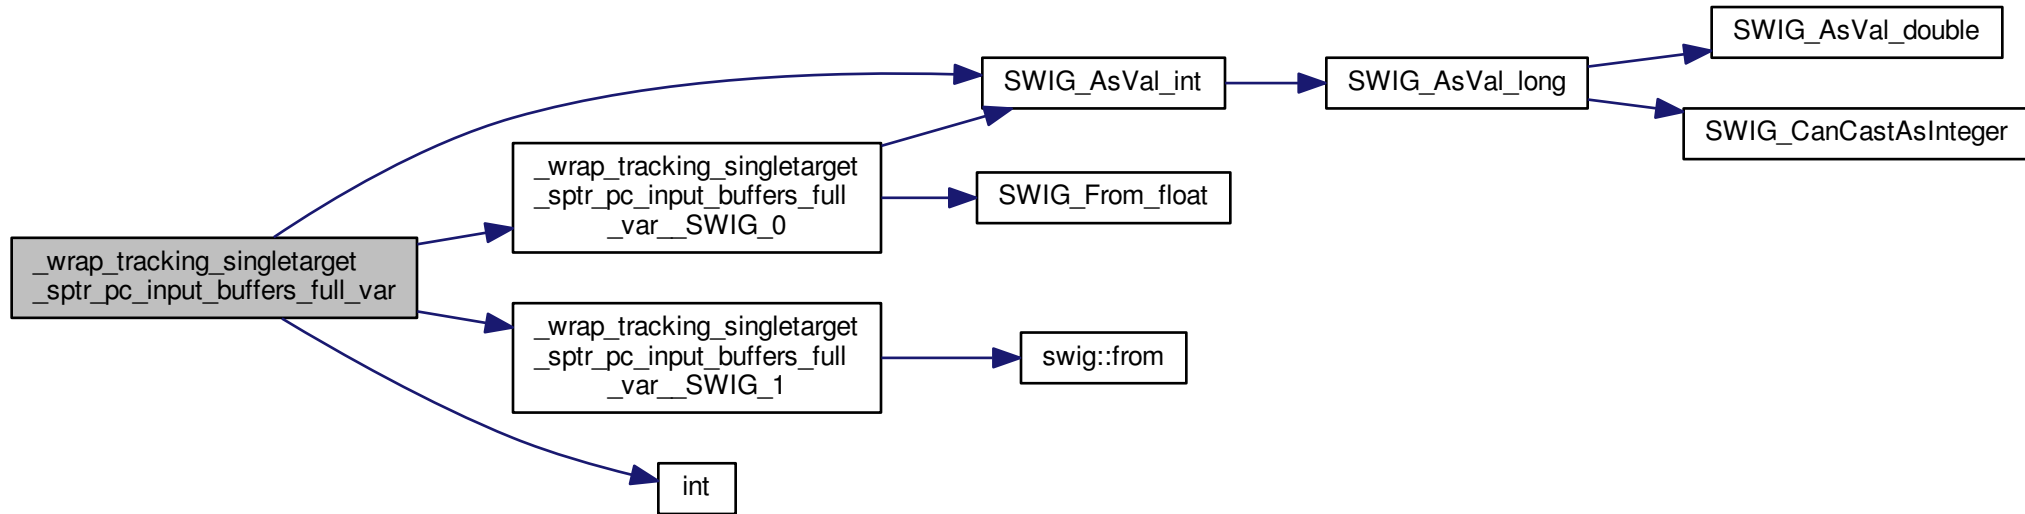 _wrap_tracking_singletarget
_sptr_pc_input_buffers_full_var
_wrap_tracking_singletarget
_sptr_pc_input_buffers_full
_var__SWIG_0
_wrap_tracking_singletarget
_sptr_pc_input_buffers_full
_var__SWIG_1
int
SWIG_AsVal_int
SWIG_From_float
swig::from
SWIG_AsVal_long
SWIG_AsVal_double
SWIG_CanCastAsInteger